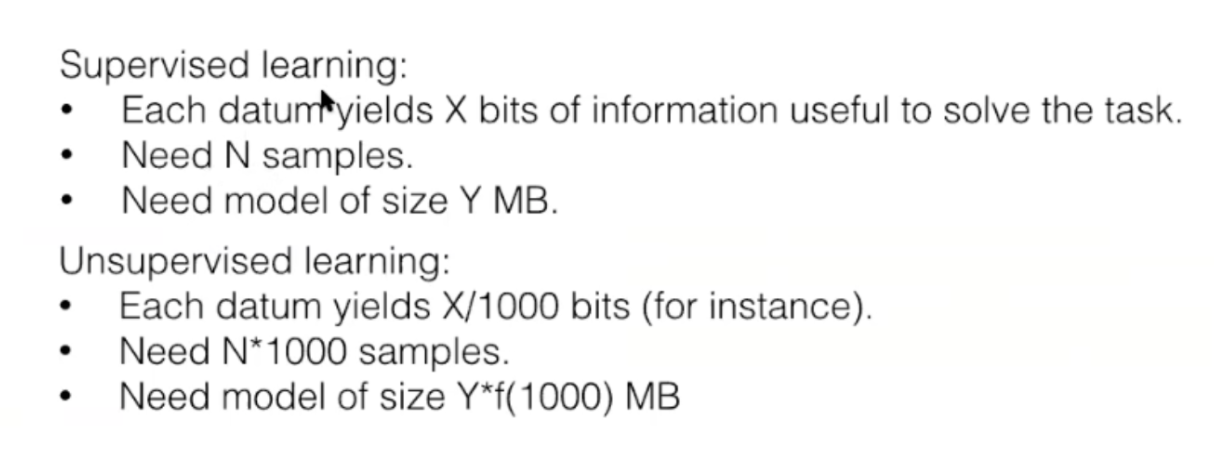 Supervised learning:
• Each datum yields X bits of information useful to solve the task.
• Need N samples.
• Need model of size Y MB.
Unsupervised learning:
• Each datum yields X/1000 bits (for instance).
• Need N*1000 samples.
• Need model of size Y*f(1000) MB